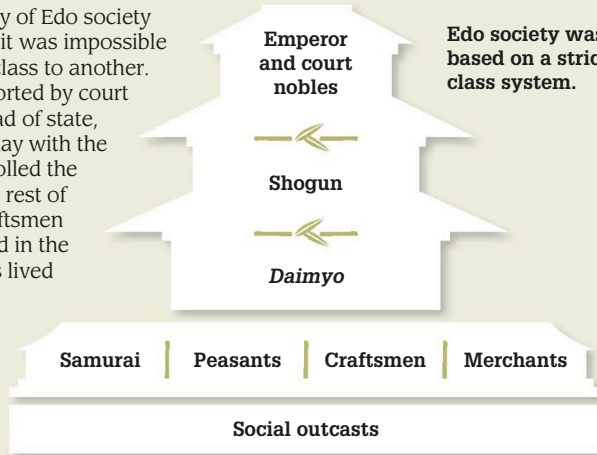 y of Edo society
it was impossible
class to another.
orted by court
ad of state,
ay with the
olled the
rest of
ftsmen
d in the
s lived
Edo society was
based on a stric
class system.
Emperor
and court
nobles
Shogun
Daimyo
Samurai Peasants Craftsmen Merchants
Social outcasts